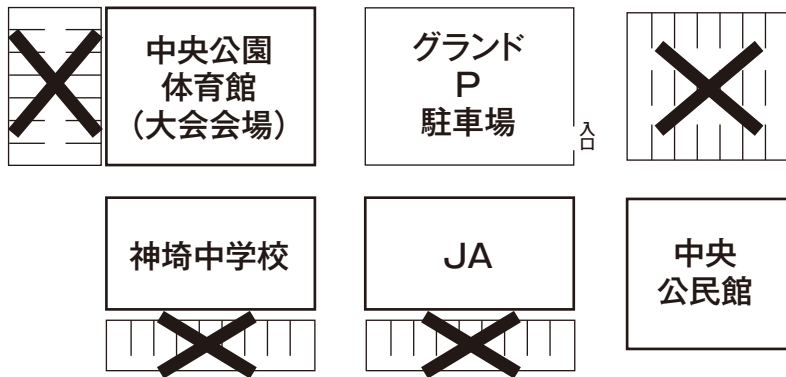 中央公園
体育館
（大会会場）
グランド
P
駐車場
入口
神埼中学校
JA
中央
公民館